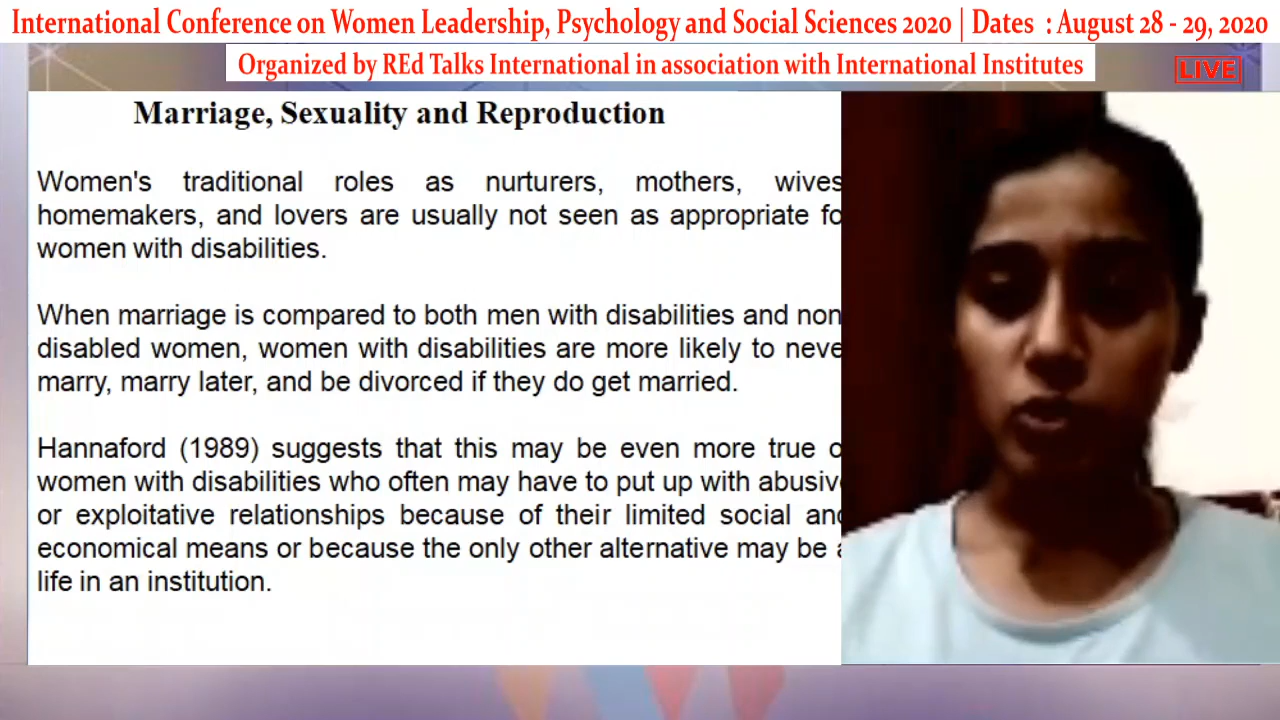 International Conference on Women Leadership, Psychology and Social Sciences 2020 | Dates : August 28 - 29, 2020
Organized by REd Talks International in association with International Institutes
LIVE
Marriage, Sexuality and Reproduction
Women's traditional roles as nurturers, mothers, wives
homemakers, and lovers are usually not seen as appropriate fo
women with disabilities.
When marriage is compared to both men with disabilities and non
disabled women, women with disabilities are more likely to neve
marry, marry later, and be divorced if they do get married.
Hannaford (1989) suggests that this may be even more true o
women with disabilities who often may have to put up with abusiv
or exploitative relationships because of their limited social and
economical means or because the only other alternative may be a
life in an institution.